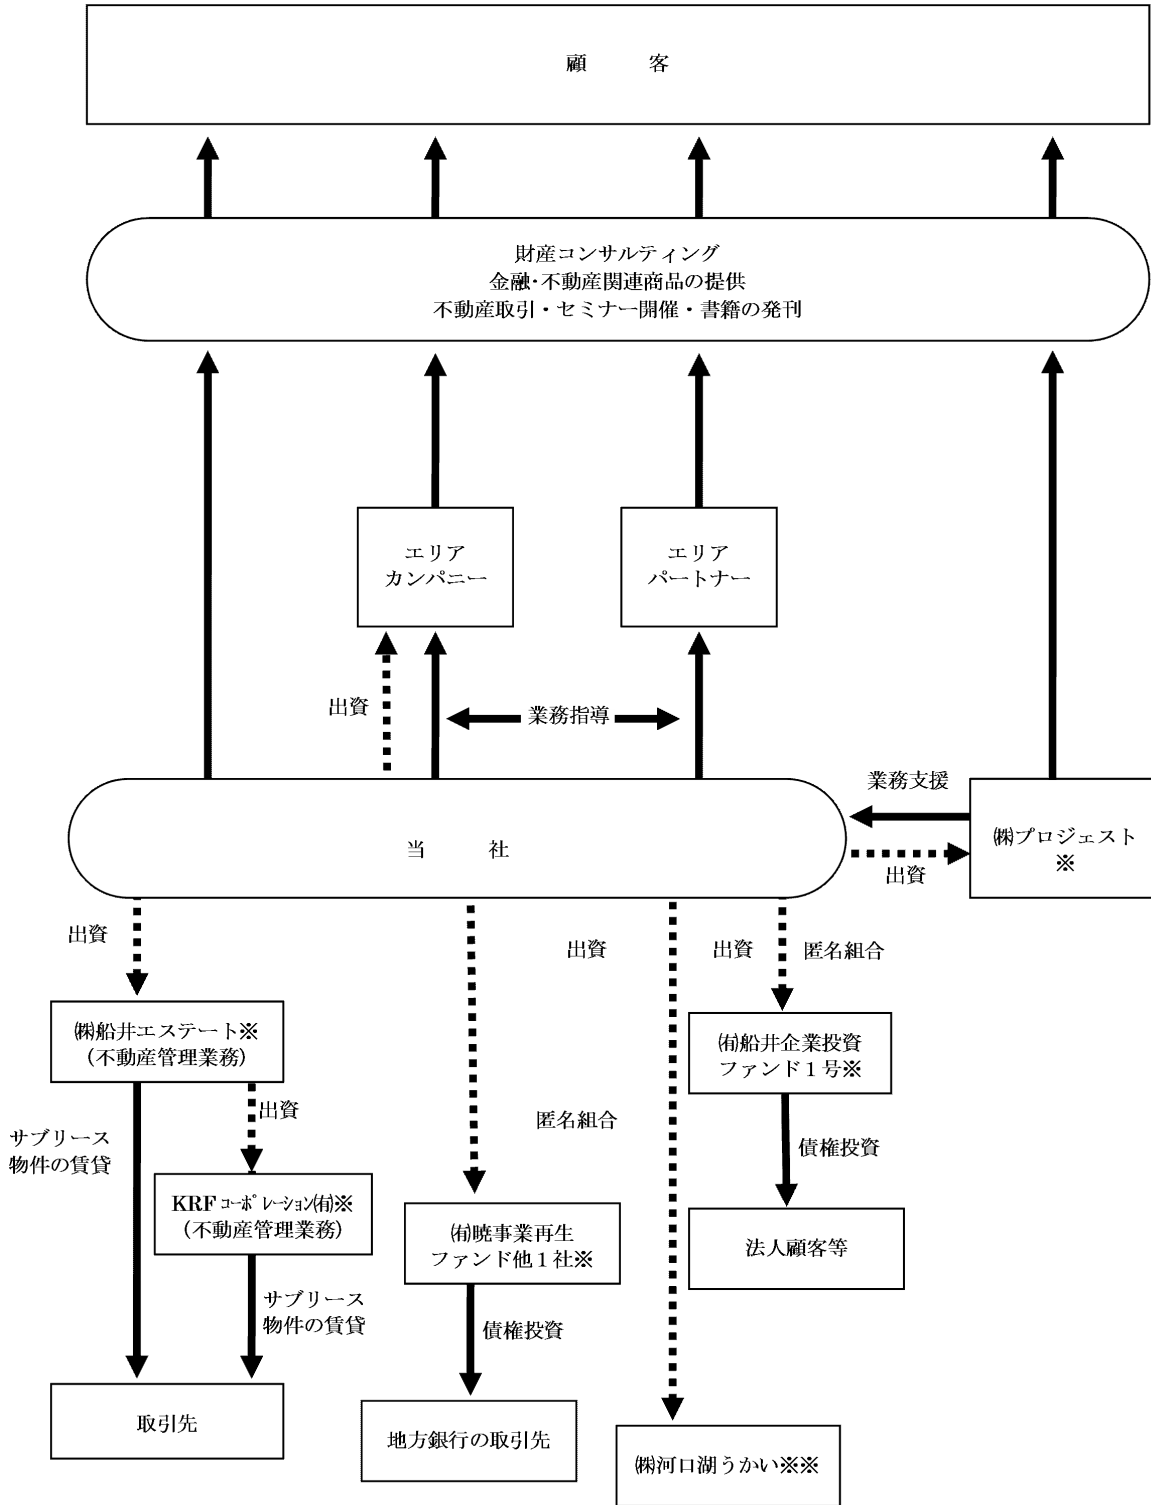 顧　　　客
財産コンサルティング
金融・不動産関連商品の提供
不動産取引・セミナー開催・書籍の発刊
エリア
カンパニー
エリア
パートナー
出資
業務指導
業務支援
当　　　社
㈱プロジェスト
※
出資
出資
出資
出資
匿名組合
㈱船井エステート※
（不動産管理業務）
㈲船井企業投資
ファンド１号※
出資
匿名組合
サブリース
物件の賃貸
債権投資
KRFｺｰﾎﾟﾚｰｼｮﾝ㈲※
（不動産管理業務）
㈲暁事業再生
ファンド他１社※
法人顧客等
サブリース
物件の賃貸
債権投資
取引先
地方銀行の取引先
㈱河口湖うかい※※